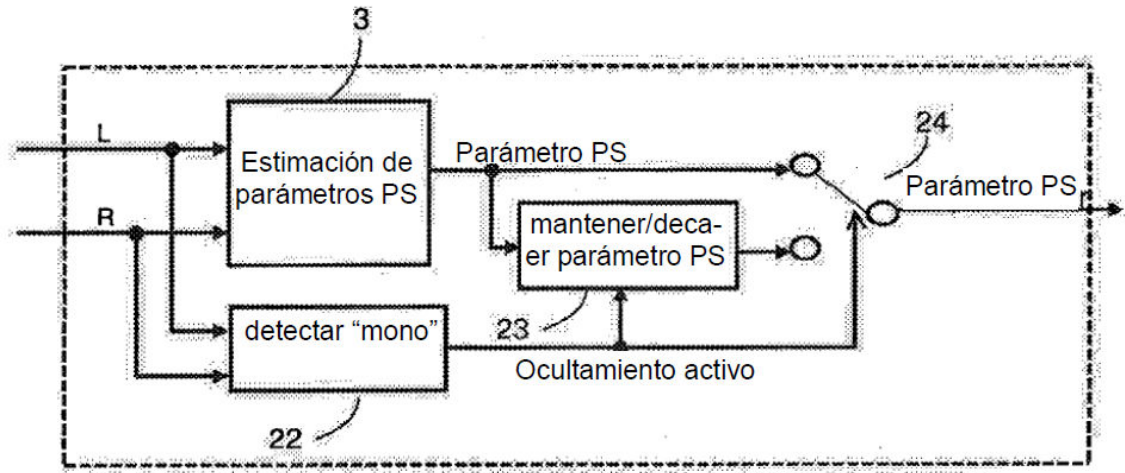 3
L
Estimación de
parámetros PS
Parámetro PS
24
Parámetro PS
R
mantener/deca-
er parámetro PS
detectar “mono”
23
Ocultamiento activo
22